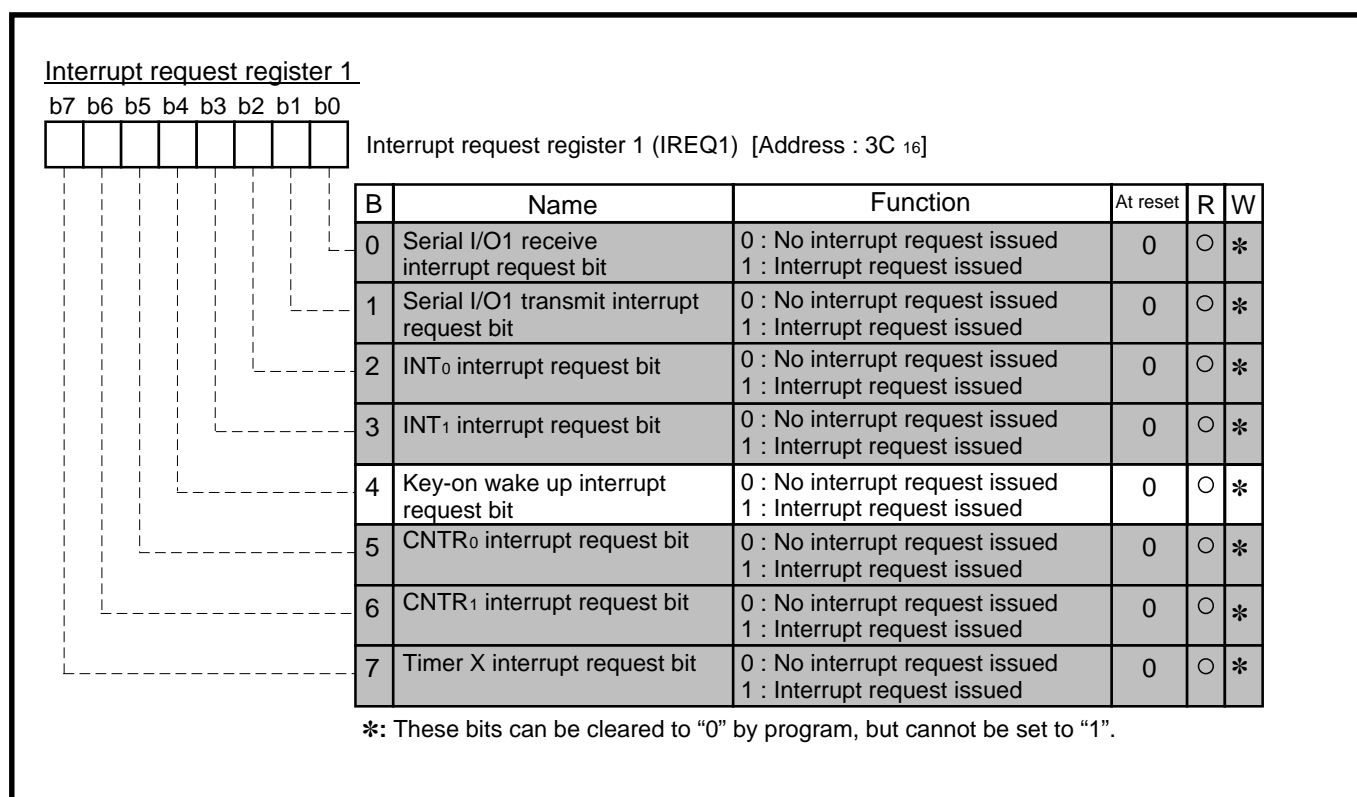 Interrupt request register 1
b7 b6 b5 b4 b3 b2 b1 b0
Interrupt request register 1 (IREQ1) [Address : 3C 16]
B Name Function At reset R W
0 Serial I/O1 receive interrupt request bit 0 : No interrupt request issued 0 ○ ✻
1 : Interrupt request issued
1 Serial I/O1 transmit interrupt request bit 0 : No interrupt request issued 0 ○ ✻
1 : Interrupt request issued
2 INT0 interrupt request bit 0 : No interrupt request issued 0 ○ ✻
1 : Interrupt request issued
3 INT1 interrupt request bit 0 : No interrupt request issued 0 ○ ✻
1 : Interrupt request issued
4 Key-on wake up interrupt request bit 0 : No interrupt request issued 0 ○ ✻
1 : Interrupt request issued
5 CNTR0 interrupt request bit 0 : No interrupt request issued 0 ○ ✻
1 : Interrupt request issued
6 CNTR1 interrupt request bit 0 : No interrupt request issued 0 ○ ✻
1 : Interrupt request issued
7 Timer X interrupt request bit 0 : No interrupt request issued 0 ○ ✻
1 : Interrupt request issued
✻: These bits can be cleared to “0” by program, but cannot be set to “1”.